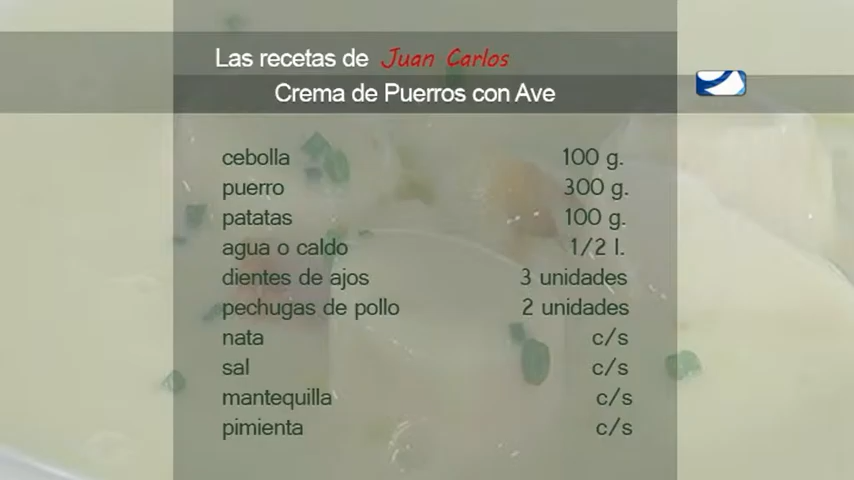 Las recetas de Juan Carlos
Crema de Puerros con Ave
cebolla 100 g.
puerro 300 g.
patatas 100 g.
agua o caldo 1/2 l.
dientes de ajos 3 unidades
pechugas de pollo 2 unidades
nata c/s
sal c/s
mantequilla c/s
pimienta c/s